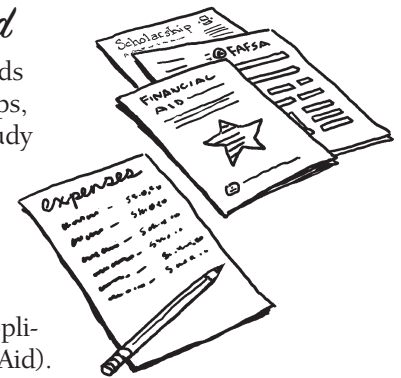 d
ds
ps,
udy
Scholarship
FAFSA
FINANCIAL
AID
expenses
pli-
Aid).